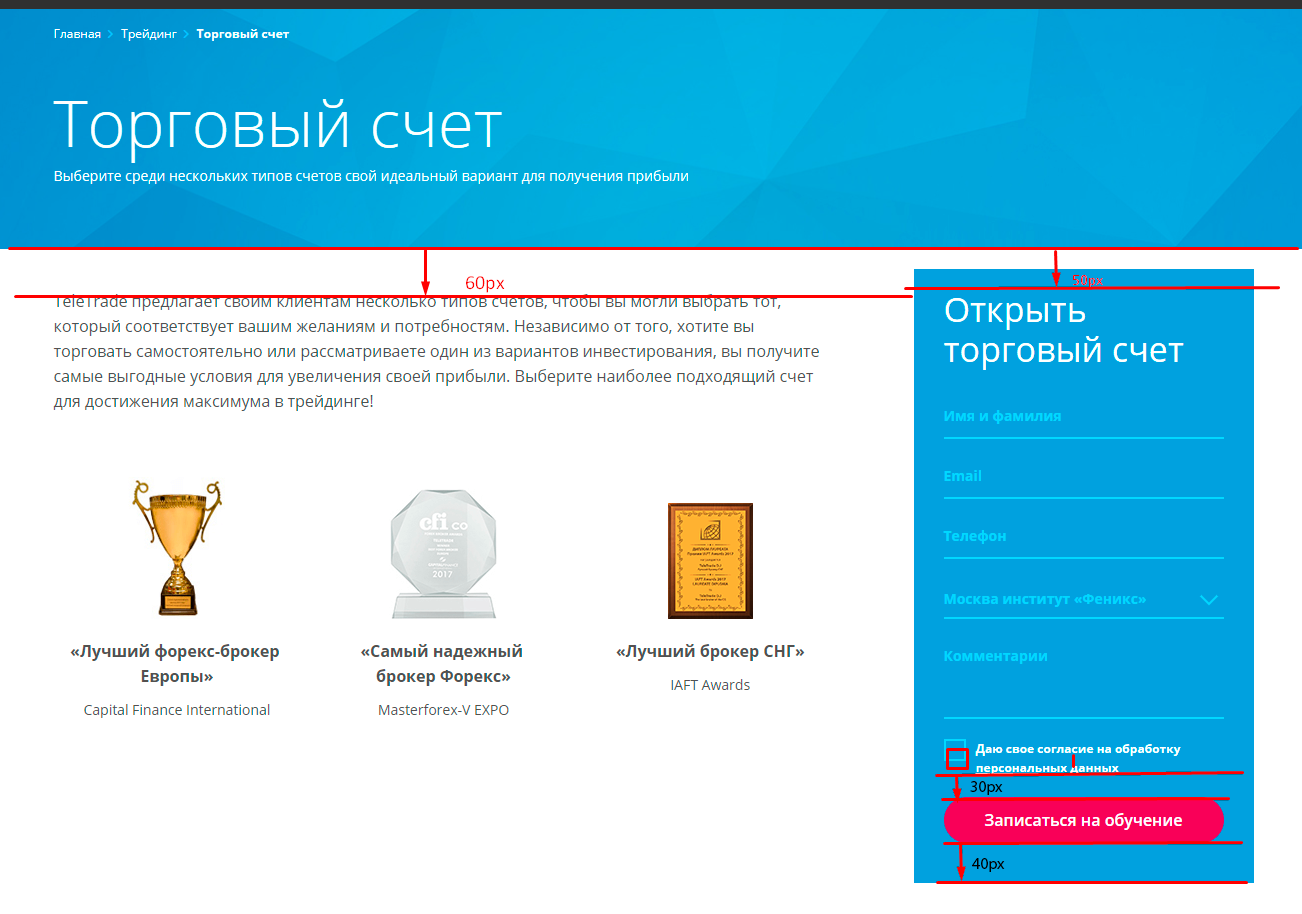 Главная > Трейдинг > Торговый счет
Торговый счет
Выберите среди нескольких типов счетов свой идеальный вариант для получения прибыли
60px
50px
TeleTrade предлагает своим клиентам несколько типов счетов, чтобы вы могли выбрать тот,
который соответствует вашим желаниям и потребностям. Независимо от того, хотите вы
торговать самостоятельно или рассматриваете один из вариантов инвестирования, вы получите
самые выгодные условия для увеличения своей прибыли. Выберите наиболее подходящий счет
для достижения максимума в трейдинге!
cfi co
2017
«Лучший форекс-брокер
Европы»
Capital Finance International
«Самый надежный
брокер Форекс»
Masterforex-V EXPO
«Лучший брокер СНГ»
IAFT Awards
Открыть
торговый счет
Имя и фамилия
Email
Телефон
Москва институт «Феникс»
Комментарии
Даю свое согласие на обработку
персональных данных
30px
Записаться на обучение
40px